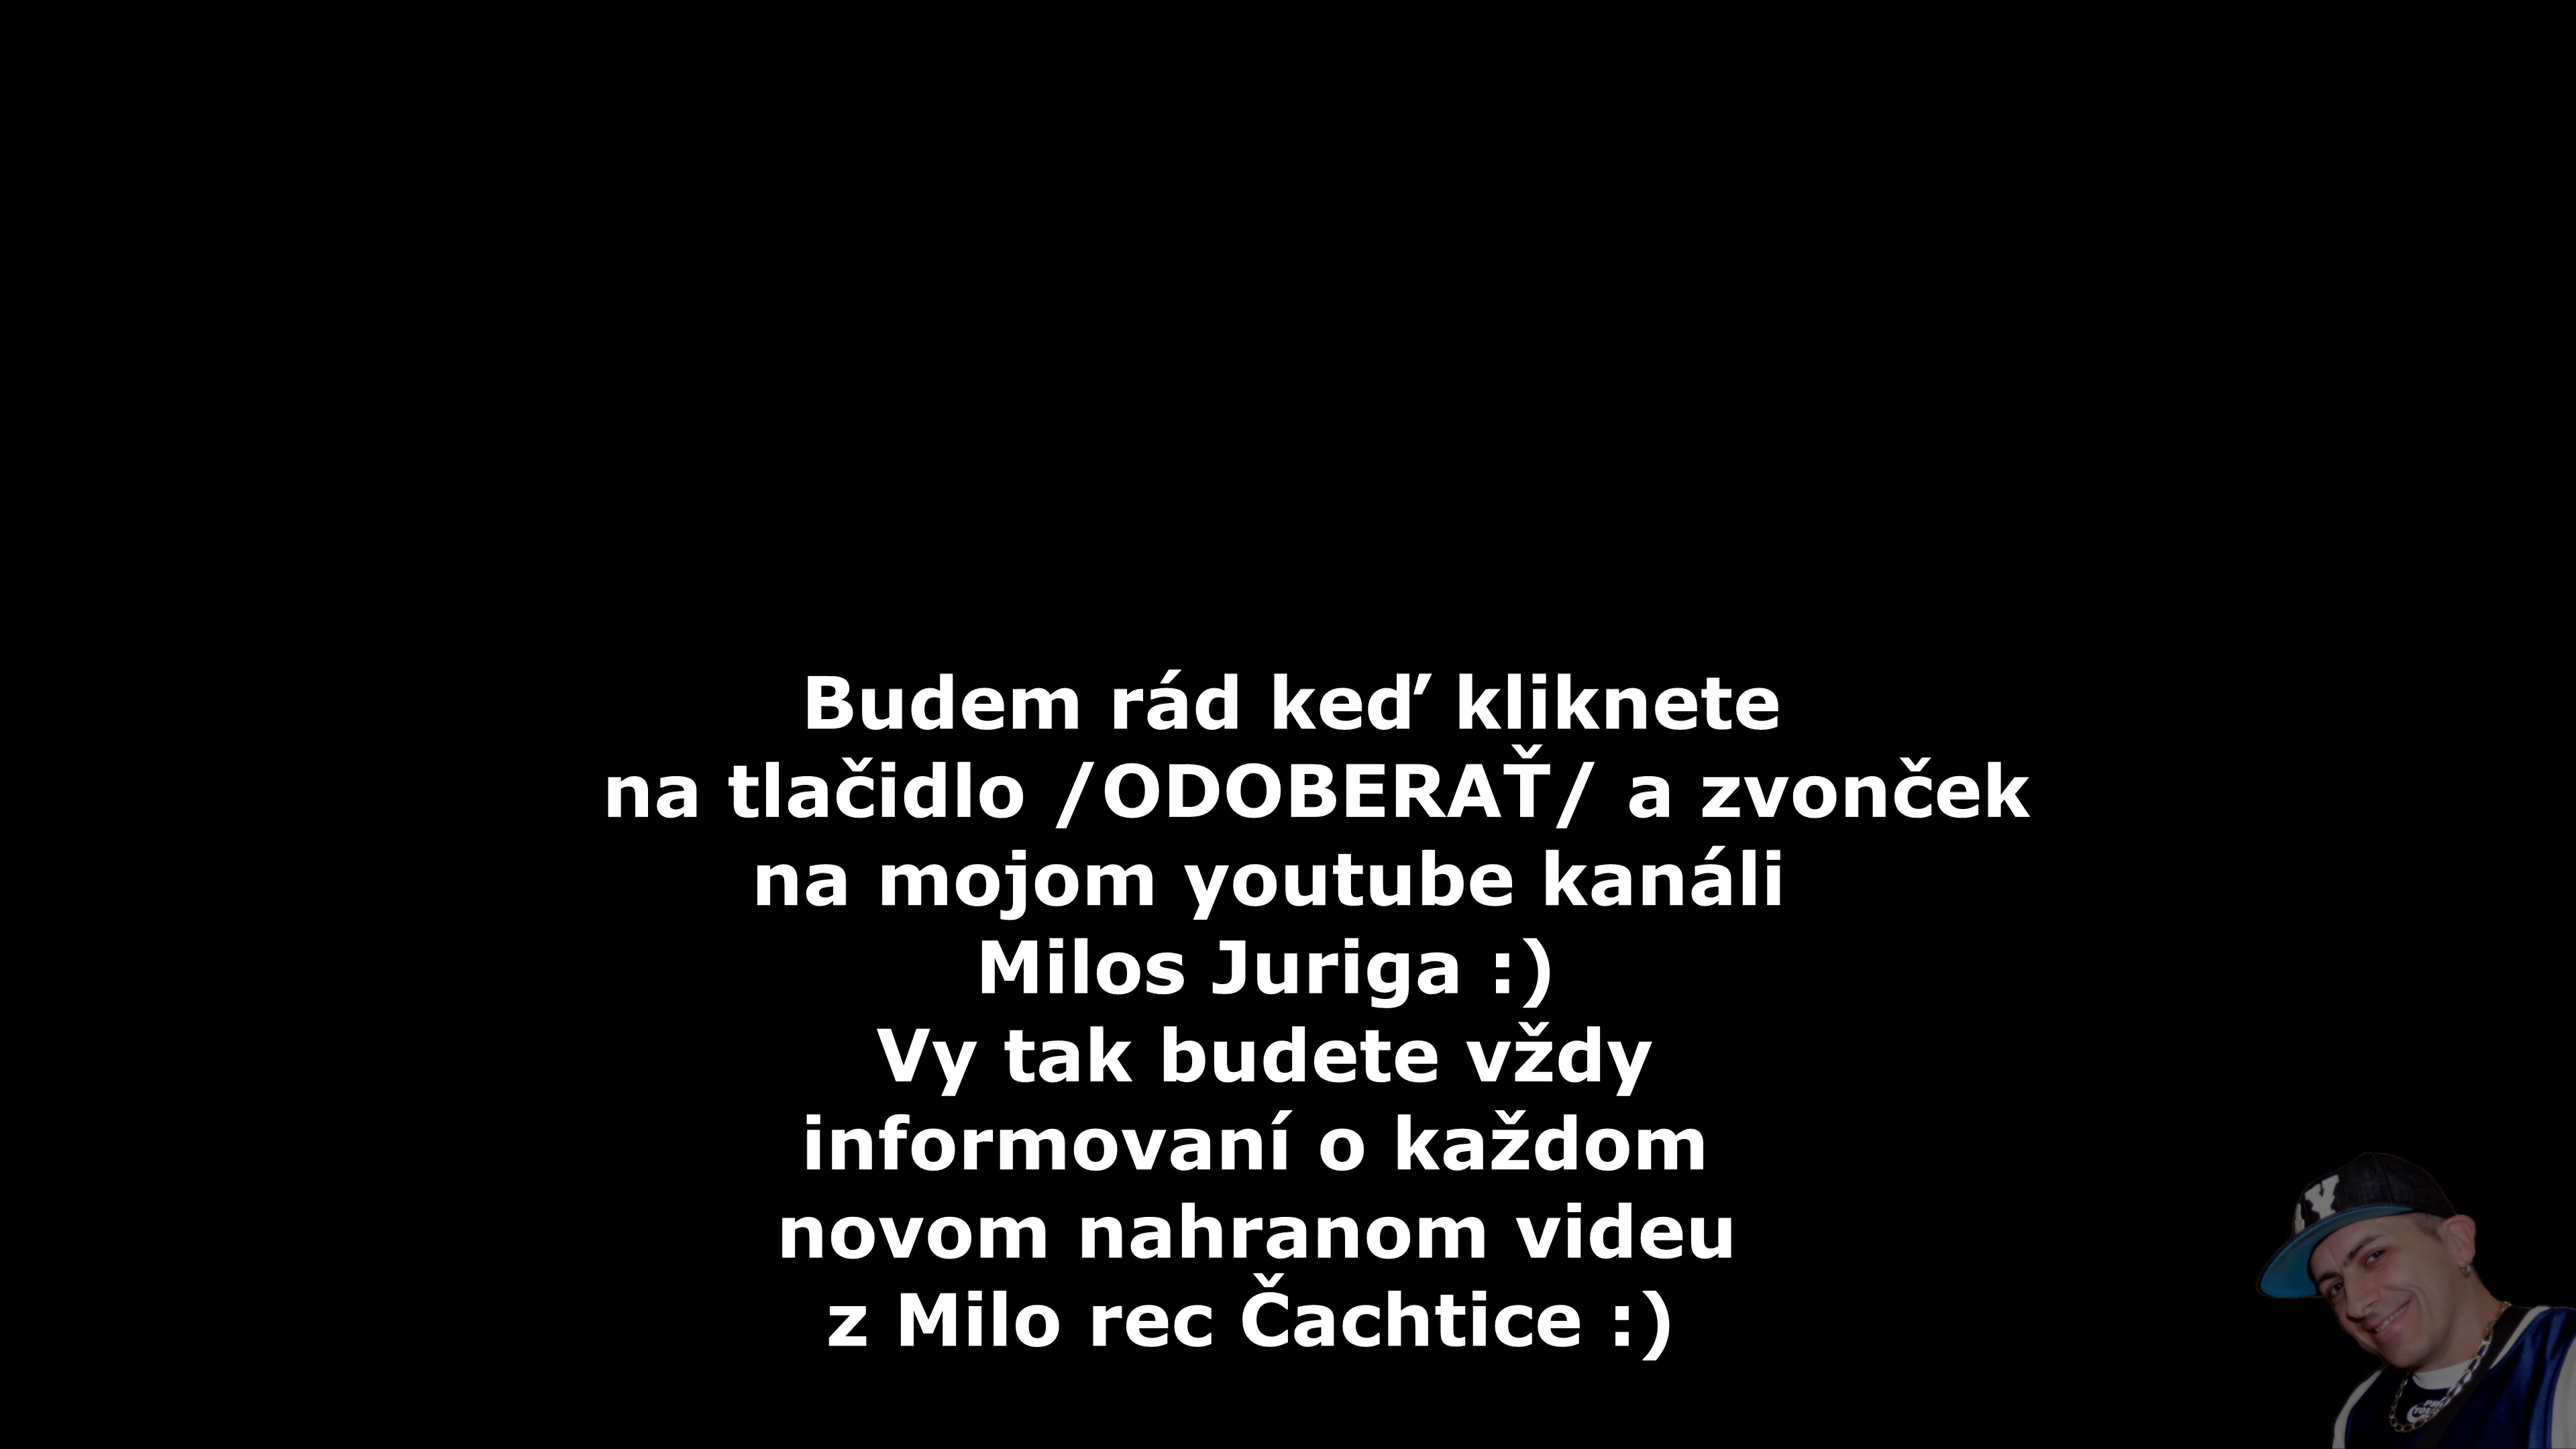 Budem rád keď kliknete
na tlačidlo /ODOBERAŤ/ a zvonček
na mojom youtube kanáli
Milos Juriga :)
Vy tak budete vždy
informovaní o každom
novom nahranom videu
z Milo rec Čachtice :)